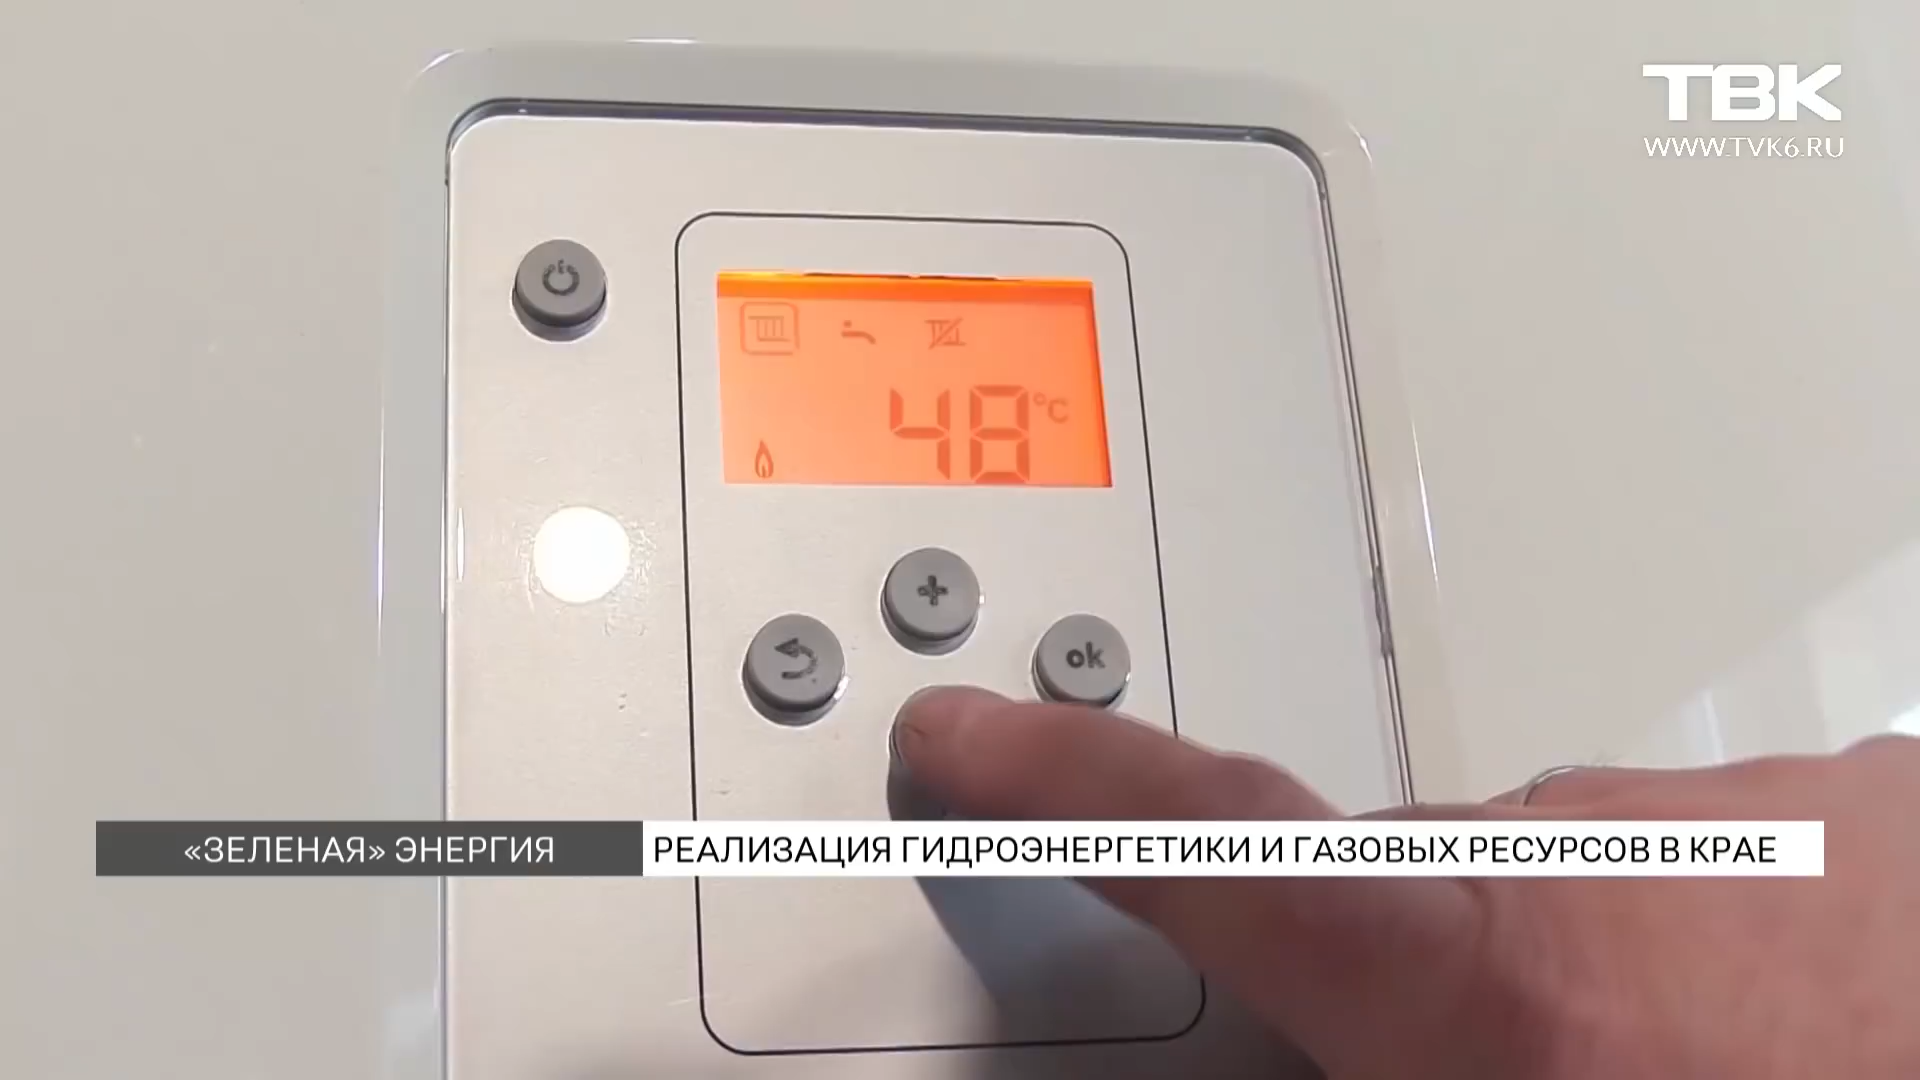 ТВК
WWW.TVK6.RU
48 °C
+
ok
«ЗЕЛЕНАЯ» ЭНЕРГИЯ
РЕАЛИЗАЦИЯ ГИДРОЭНЕРГЕТИКИ И ГАЗОВЫХ РЕСУРСОВ В КРАЕ